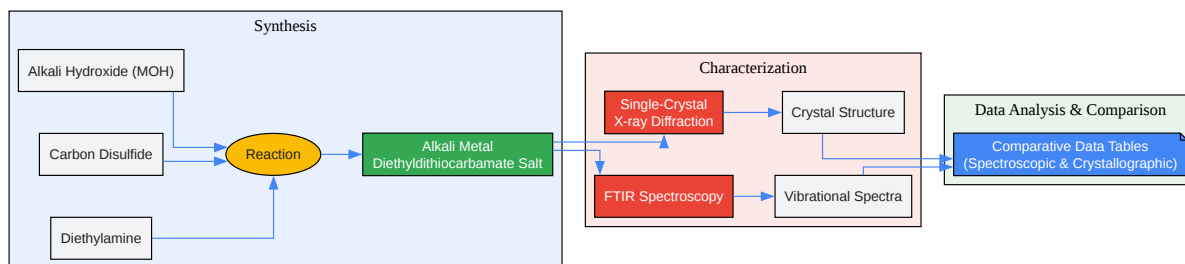 Synthesis
Alkali Hydroxide (MOH)
Carbon Disulfide
Diethylamine
Reaction
Alkali Metal
Diethyldithiocarbamate Salt
Characterization
Single-Crystal
X-ray Diffraction
FTIR Spectroscopy
Crystal Structure
Vibrational Spectra
Data Analysis & Comparison
Comparative Data Tables
(Spectroscopic & Crystallographic)